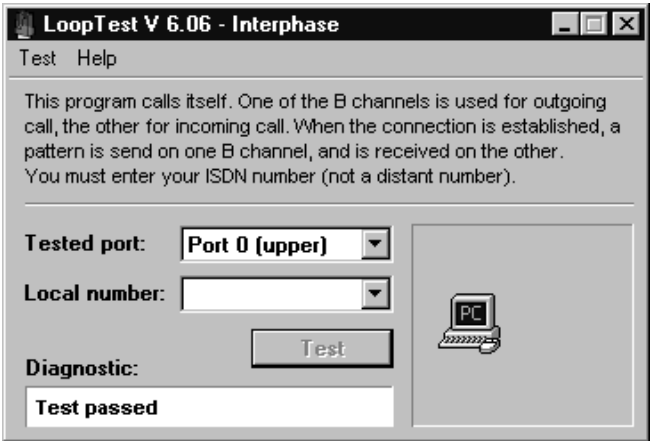 LoopTest V 6.06 - Interphase
Test Help
This program calls itself. One of the B channels is used for outgoing
call, the other for incoming call. When the connection is established, a
pattern is send on one B channel, and is received on the other.
You must enter your ISDN number (not a distant number).
Tested port: Port 0 (upper)
Local number:
PC
Test
Diagnostic:
Test passed